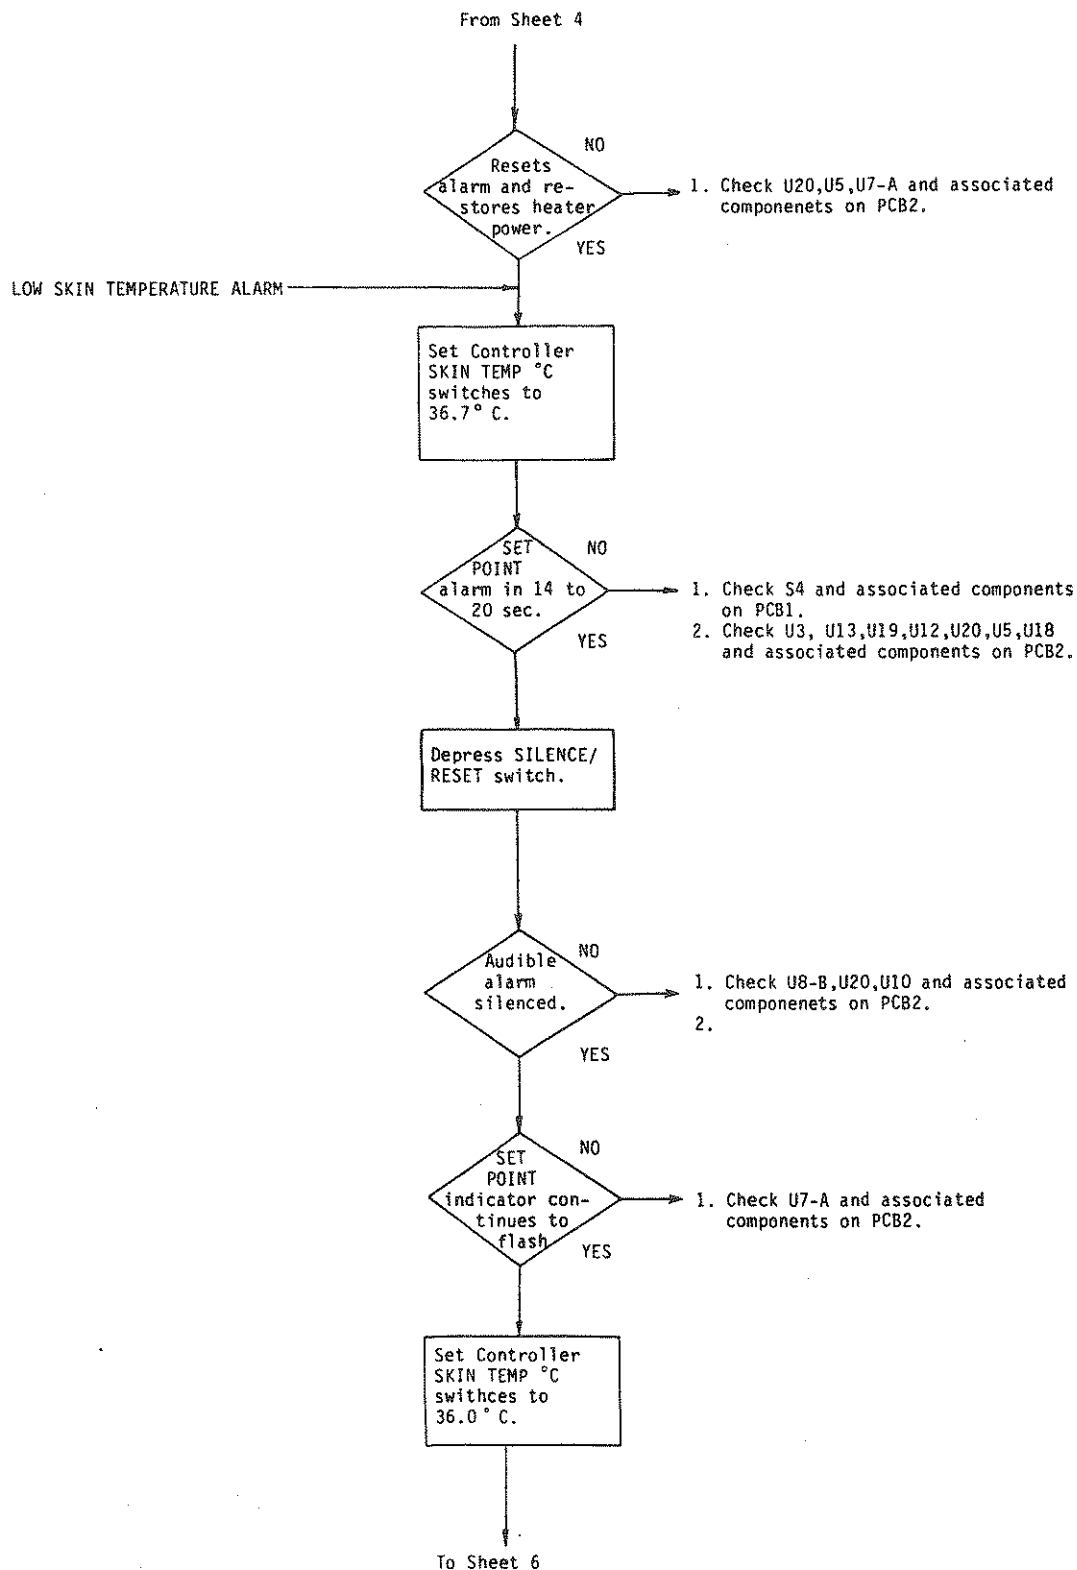 From Sheet 4
NO
Resets
alarm and re-
stores heater
power.
YES
1. Check U20,U5,U7-A and associated
componenets on PCB2.
LOW SKIN TEMPERATURE ALARM
Set Controller
SKIN TEMP °C
switches to
36.7° C.
SET
POINT
alarm in 14 to
20 sec.
NO
YES
1. Check S4 and associated components
on PCB1.
2. Check U3, U13,U19,U12,U20,U5,U18
and associated components on PCB2.
Depress SILENCE/
RESET switch.
Audible
alarm
silenced.
NO
YES
1. Check U8-B,U20,U10 and associated
componenets on PCB2.
2.
SET
POINT
indicator con-
tinues to
flash
NO
YES
1. Check U7-A and associated
components on PCB2.
Set Controller
SKIN TEMP °C
swithces to
36.0° C.
To Sheet 6